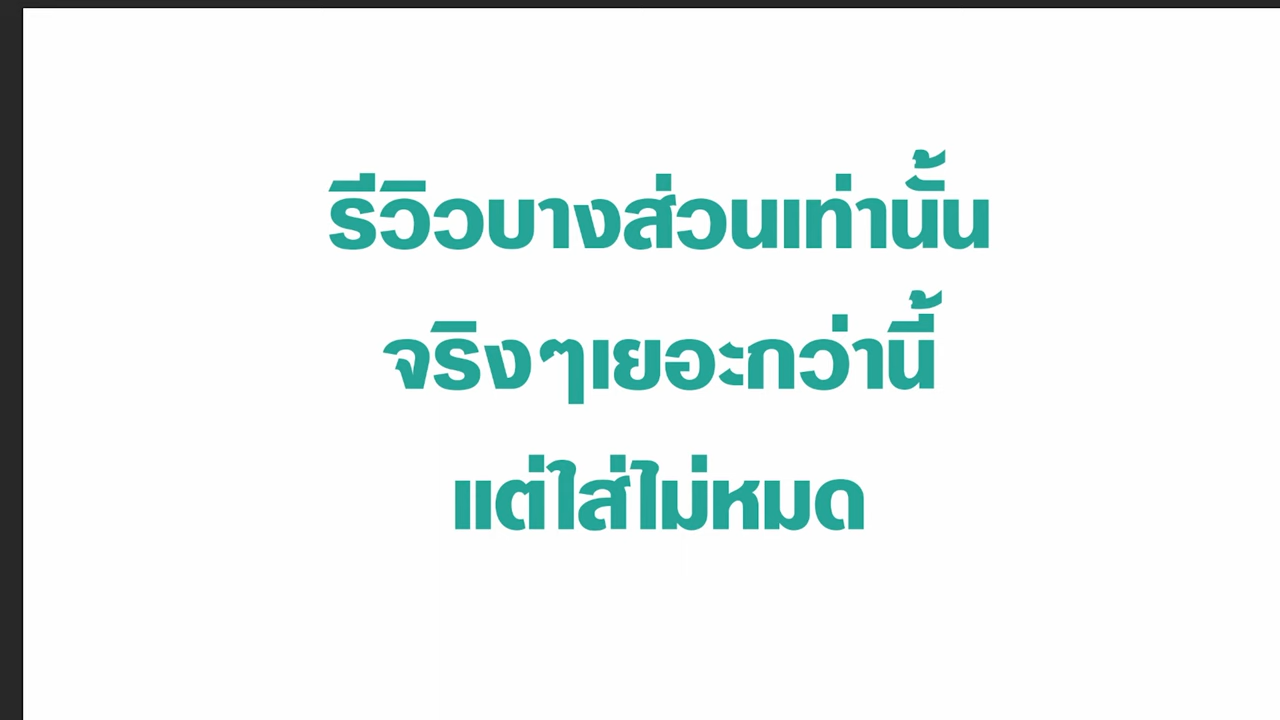 รีวิวบางส่วนเท่านั้น
จริงๆเยอะกว่านี้
แต่ใส่ไม่หมด